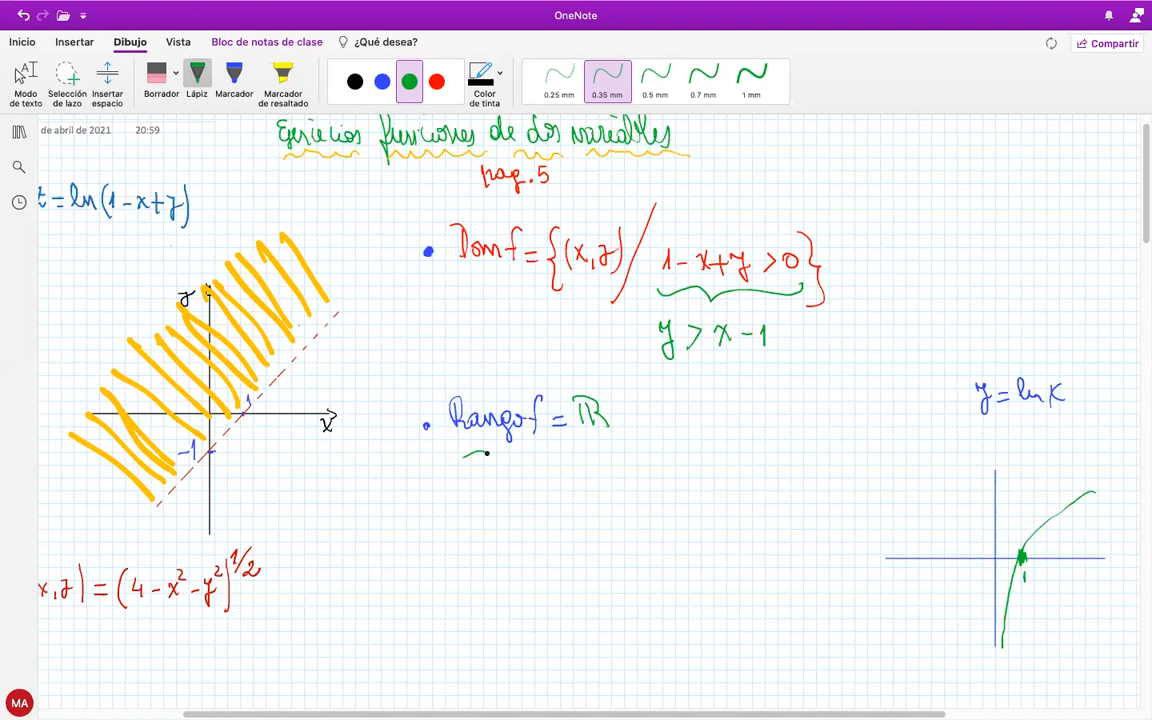 OneNote
Inicio Insertar Dibujo Vista Bloc de notas de clase ¿Qué desea? Compartir
Modo de texto
Selección de lazo
Insertar espacio
Borrador
Lápiz
Marcador
Marcador de resaltado
Color de tinta
0.25 mm 0.35 mm 0.5 mm 0.7 mm 1 mm
de abril de 2021 20:59
Ejercicios funciones de dos variables
pag. 5
t = ln(1-x+y)
• Dom f = {(x,y) / 1-x+y >0}
y > x -1
y
1
x
-1
• Rango f = ℝ
y = ln x
1
x,y) = (4-x²-y²)^1/2
MA